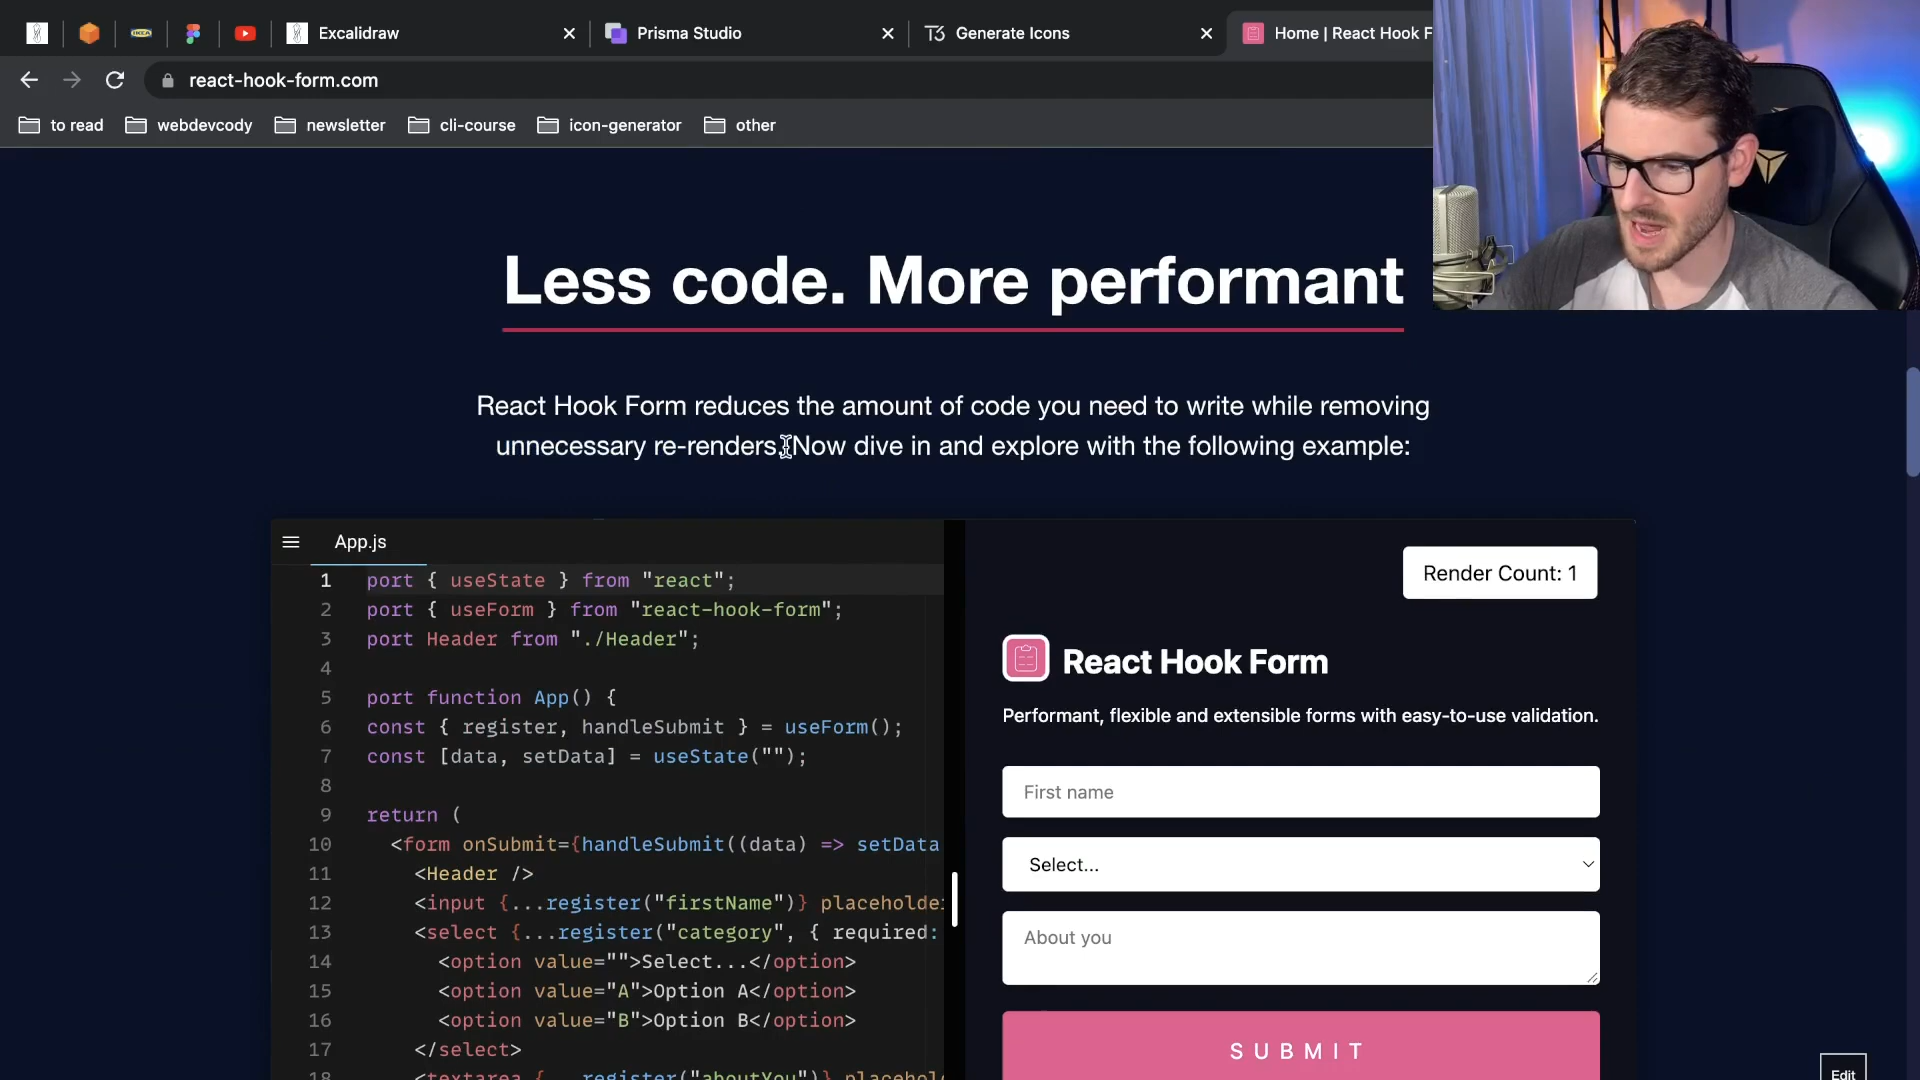 IKEA
Excalidraw
Prisma Studio
T3 Generate Icons
Home | React Hook F
react-hook-form.com
to read
webdevcody
newsletter
cli-course
icon-generator
other
Less code. More performant
React Hook Form reduces the amount of code you need to write while removing
unnecessary re-renders. Now dive in and explore with the following example:
App.js
1 port { useState } from "react";
2 port { useForm } from "react-hook-form";
3 port Header from "./Header";
4
5 port function App() {
6 const { register, handleSubmit } = useForm();
7 const [data, setData] = useState("");
8
9 return (
10 <form onSubmit={handleSubmit((data) => setData
11 <Header />
12 <input {...register("firstName")} placeholde
13 <select {...register("category", { required:
14 <option value="">Select...</option>
15 <option value="A">Option A</option>
16 <option value="B">Option B</option>
17 </select>
18 <textarea {...register("aboutYou")} placehol
Render Count: 1
React Hook Form
Performant, flexible and extensible forms with easy-to-use validation.
First name
Select...
About you
SUBMIT
Edit